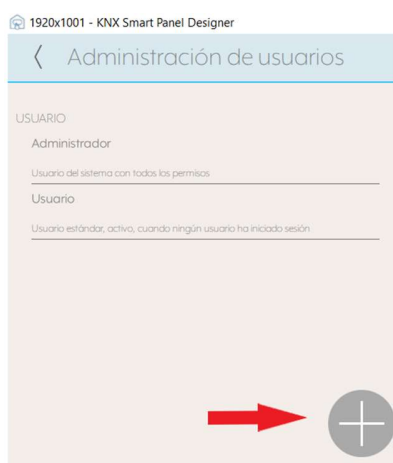 1920x1001 - KNX Smart Panel Designer
Administración de usuarios
USUARIO
Administrador
Usuario del sistema con todos los permisos
Usuario
Usuario estándar, activo, cuando ningún usuario ha iniciado sesión